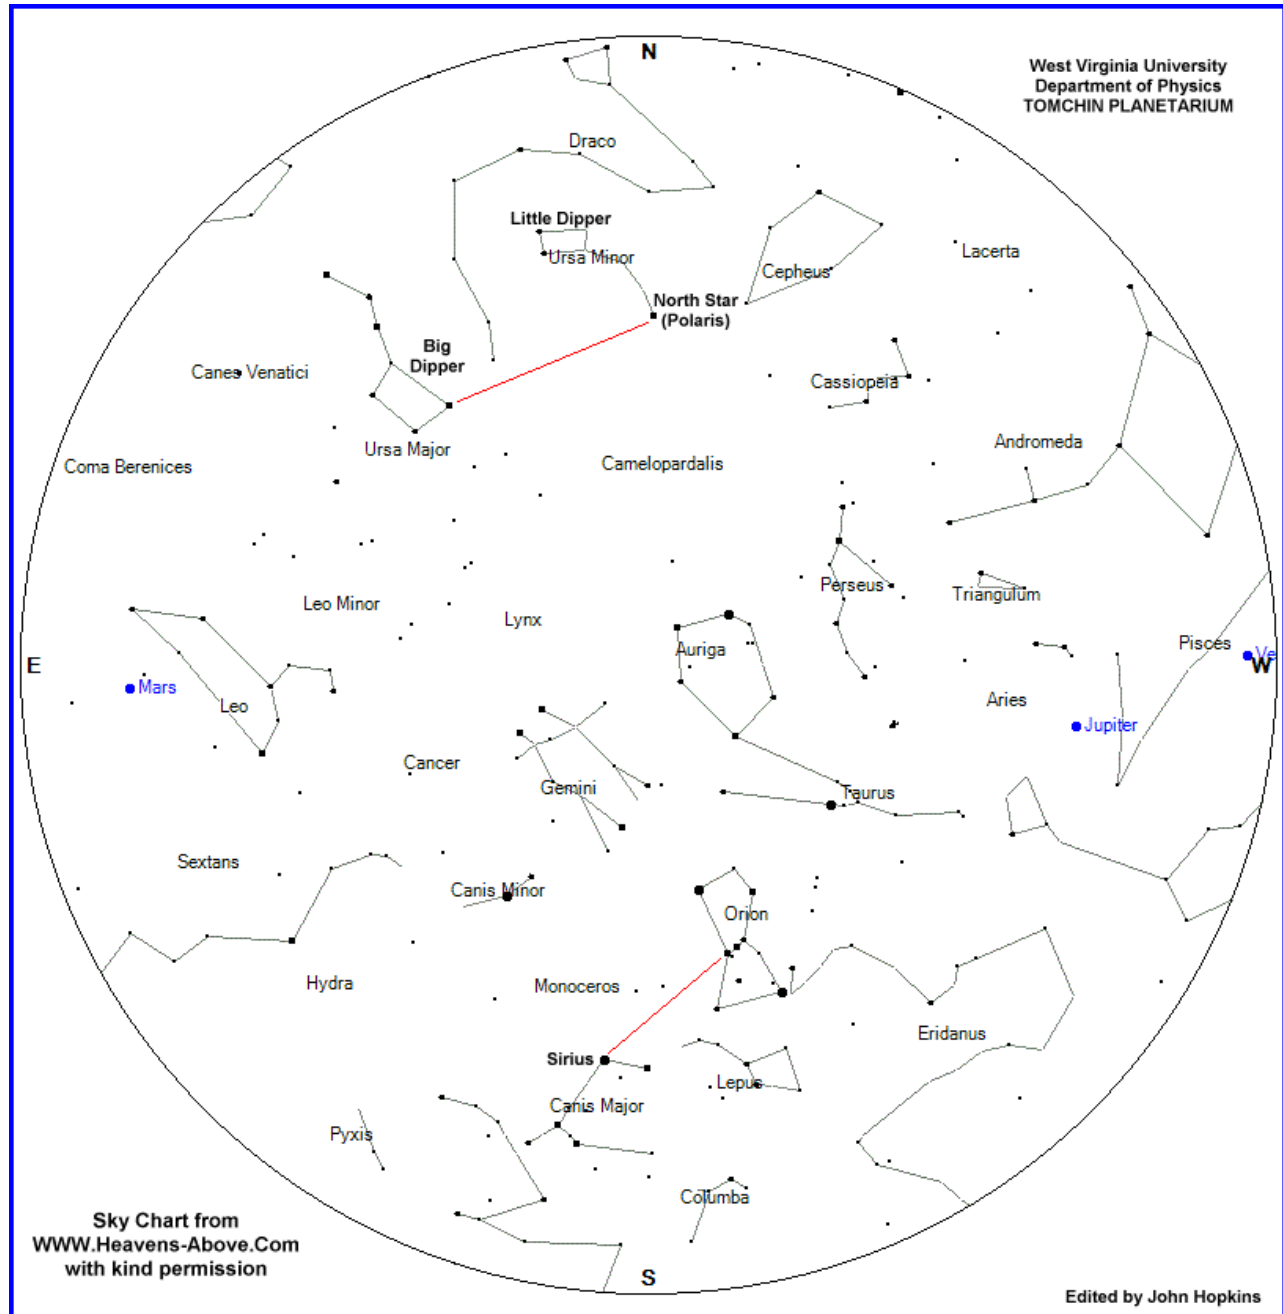 N
West Virginia University
Department of Physics
TOMCHIN PLANETARIUM
Draco
Little Dipper
Ursa Minor
Lacerta
Cepheus
North Star
(Polaris)
Big
Dipper
Canes Venatici
Cassiopeia
Ursa Major
Andromeda
Coma Berenices
Camelopardalis
Perseus
Triangulum
Leo Minor
Lynx
Auriga
Pisces
E
Ve
W
Mars
Leo
Aries
Jupiter
Cancer
Gemini
Taurus
Sextans
Canis Minor
Orion
Hydra
Monoceros
Eridanus
Sirius
Lepus
Canis Major
Pyxis
Columba
Sky Chart from
WWW.Heavens-Above.Com
with kind permission
S
Edited by John Hopkins